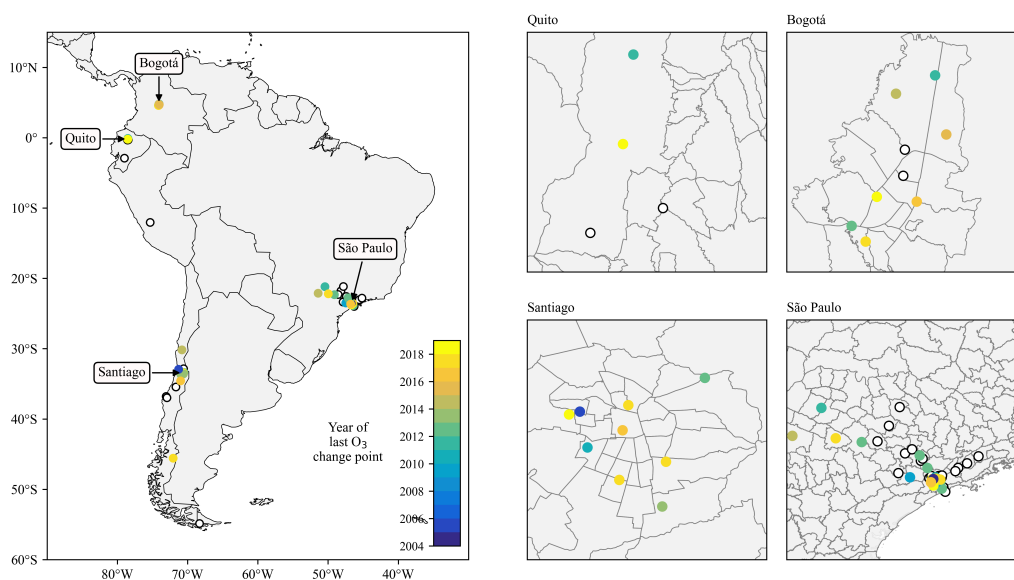 Quito
Bogotá
10°N
0°
10°S
20°S
30°S
40°S
50°S
60°S
80°W
70°W
60°W
50°W
40°W
Bogotá
Quito
São Paulo
Santiago
Year of
last O₃
change point
2018
2016
2014
2012
2010
2008
2006
2004
Santiago
São Paulo